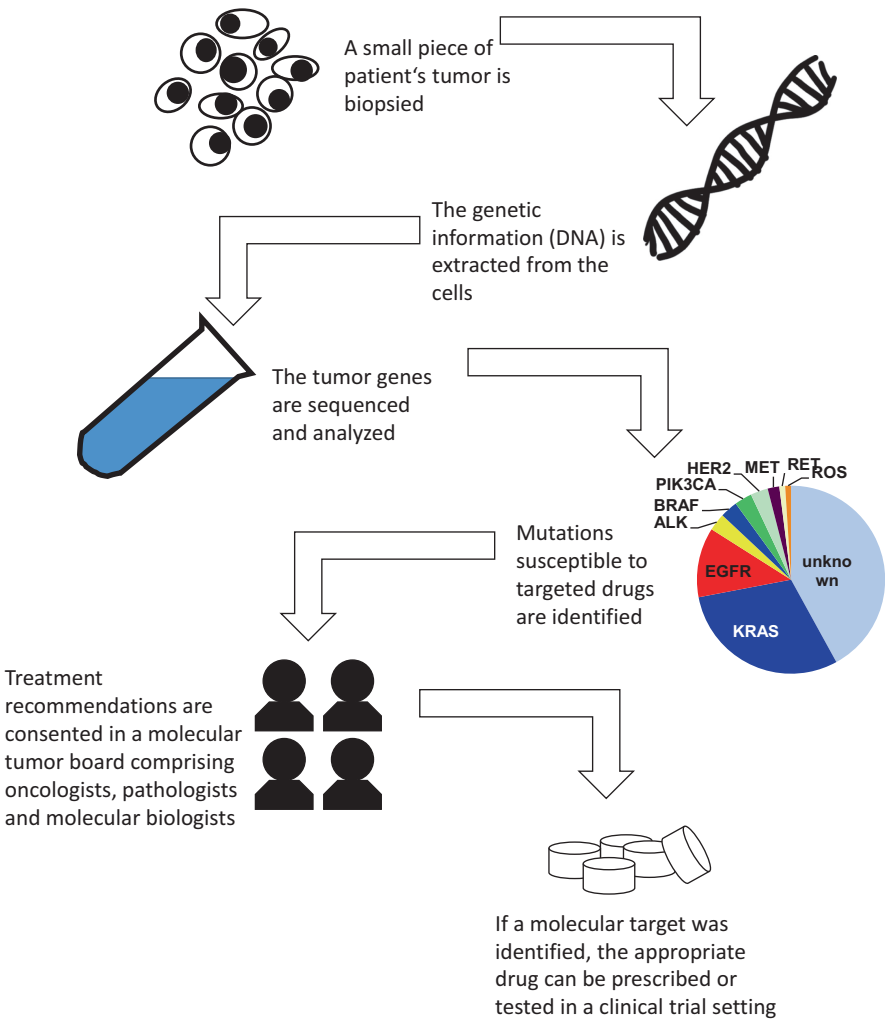 A small piece of
patient‘s tumor is
biopsied
The genetic
information (DNA) is
extracted from the
cells
The tumor genes
are sequenced
and analyzed
HER2
MET
RET
ROS
PIK3CA
BRAF
ALK
EGFR
KRAS
unkno
wn
Mutations
susceptible to
targeted drugs
are identified
Treatment
recommendations are
consented in a molecular
tumor board comprising
oncologists, pathologists
and molecular biologists
If a molecular target was
identified, the appropriate
drug can be prescribed or
tested in a clinical trial setting